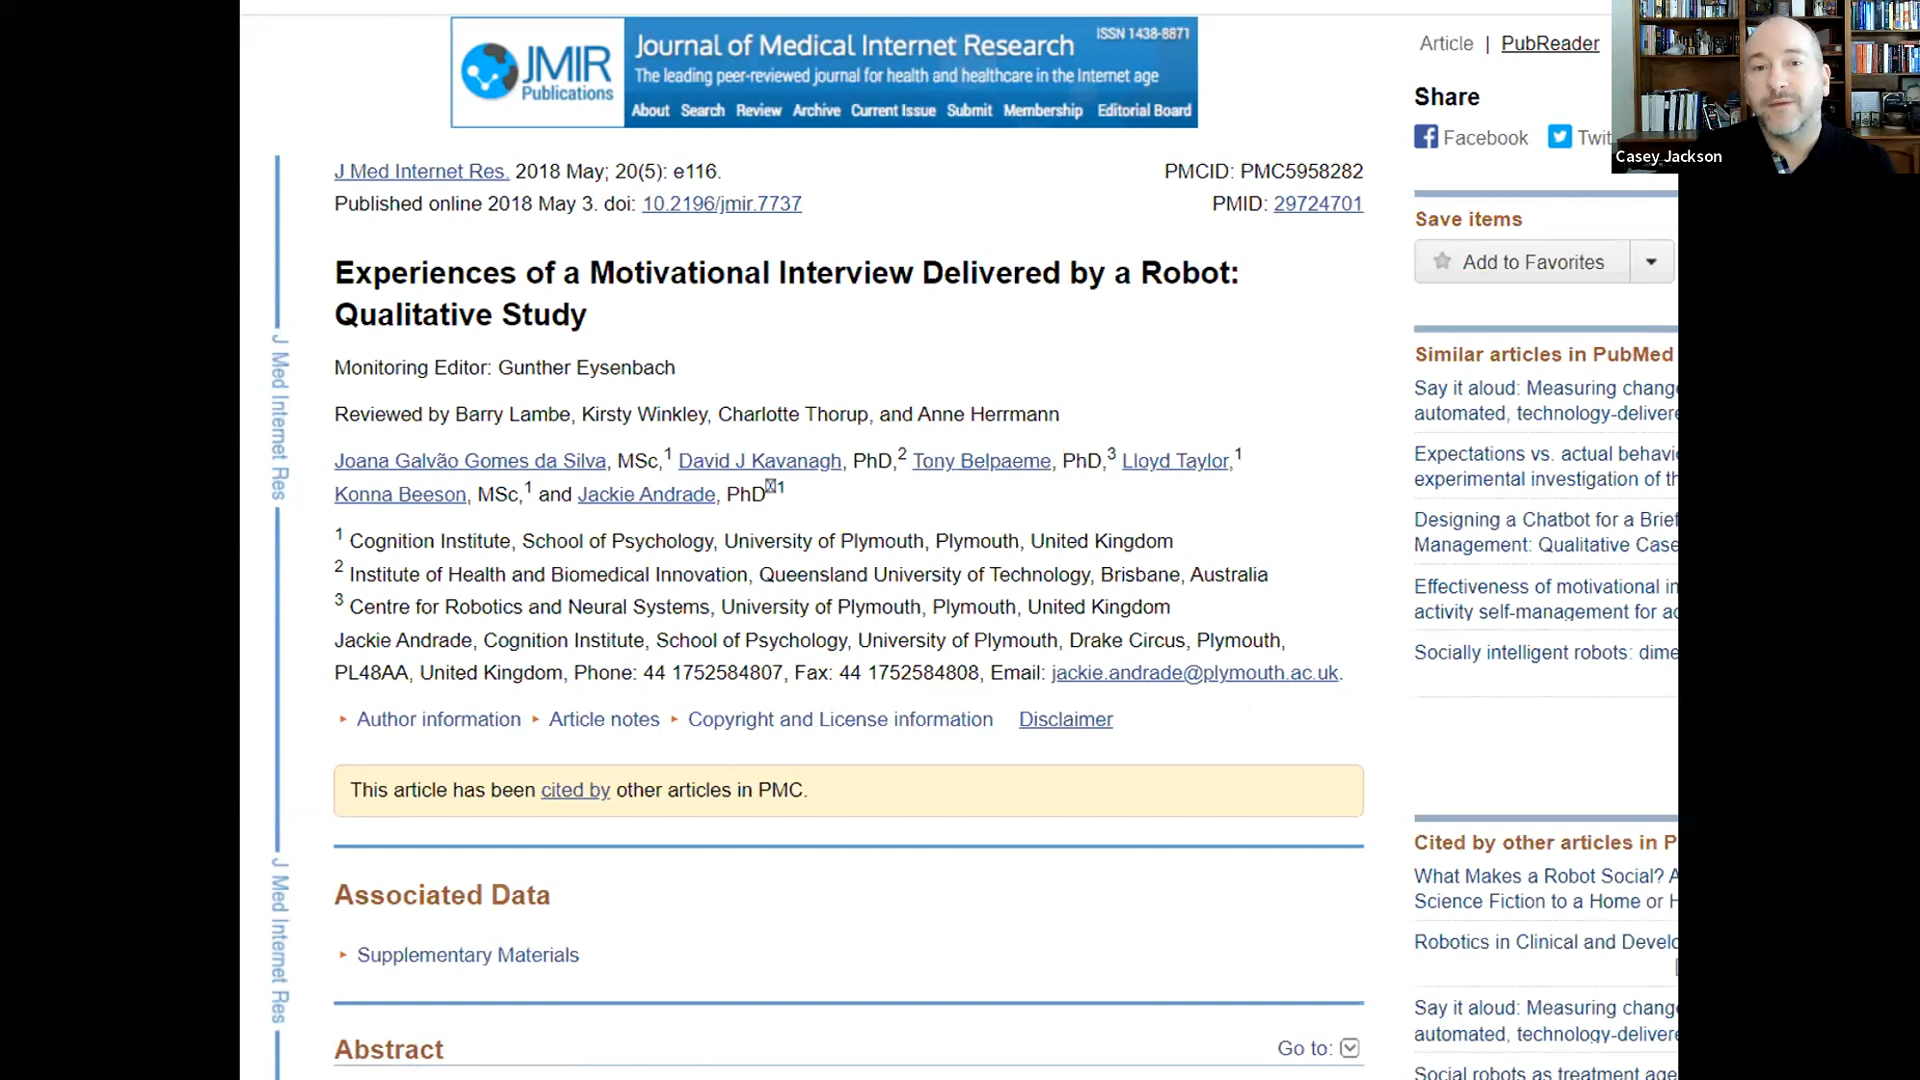 JMIR
Publications
Journal of Medical Internet Research
ISSN 1438-8871
The leading peer-reviewed journal for health and healthcare in the Internet age
About Search Review Archive Current Issue Submit Membership Editorial Board
J Med Internet Res. 2018 May; 20(5): e116.
PMCID: PMC5958282
Published online 2018 May 3. doi: 10.2196/jmir.7737
PMID: 29724701
Experiences of a Motivational Interview Delivered by a Robot:
Qualitative Study
Monitoring Editor: Gunther Eysenbach
Reviewed by Barry Lambe, Kirsty Winkley, Charlotte Thorup, and Anne Herrmann
Joana Galvão Gomes da Silva, MSc,1 David J Kavanagh, PhD,2 Tony Belpaeme, PhD,3 Lloyd Taylor,1
Konna Beeson, MSc,1 and Jackie Andrade, PhD1
1 Cognition Institute, School of Psychology, University of Plymouth, Plymouth, United Kingdom
2 Institute of Health and Biomedical Innovation, Queensland University of Technology, Brisbane, Australia
3 Centre for Robotics and Neural Systems, University of Plymouth, Plymouth, United Kingdom
Jackie Andrade, Cognition Institute, School of Psychology, University of Plymouth, Drake Circus, Plymouth,
PL48AA, United Kingdom, Phone: 44 1752584807, Fax: 44 1752584808, Email: jackie.andrade@plymouth.ac.uk.
Author information Article notes Copyright and License information Disclaimer
This article has been cited by other articles in PMC.
Associated Data
Supplementary Materials
Abstract
Go to:
J Med Internet Res
J Med Internet Res
Article | PubReader
Share
Facebook Twit
Casey Jackson
Save items
Add to Favorites
Similar articles in PubMed
Say it aloud: Measuring change
automated, technology-delivere
Expectations vs. actual behavi
experimental investigation of th
Designing a Chatbot for a Brief
Management: Qualitative Case
Effectiveness of motivational in
activity self-management for ac
Socially intelligent robots: dime
Cited by other articles in P
What Makes a Robot Social? A
Science Fiction to a Home or H
Robotics in Clinical and Develo
Say it aloud: Measuring change
automated, technology-delivere
Social robots as treatment age